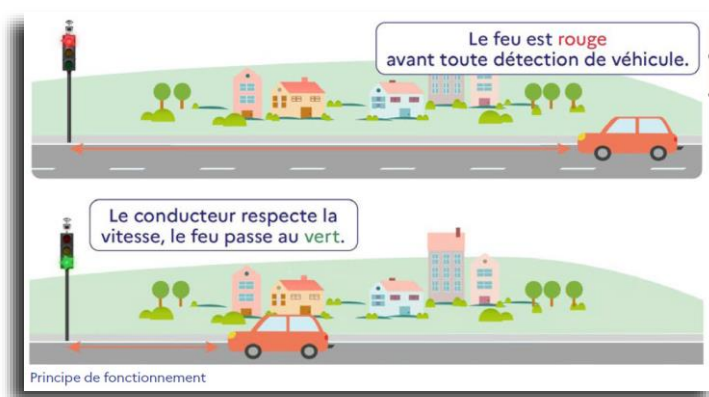 Le feu est rouge
avant toute détection de véhicule.
Le conducteur respecte la
vitesse, le feu passe au vert.
Principe de fonctionnement